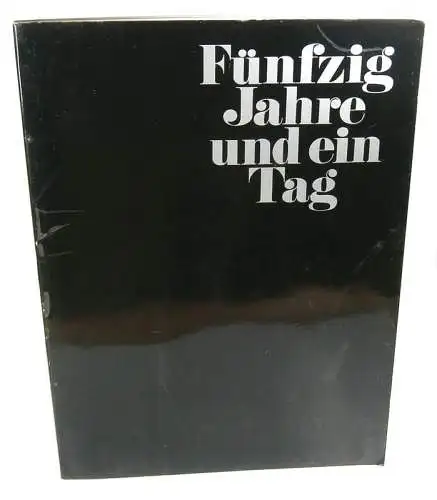 Fünfzig
Jahre
und ein
Tag